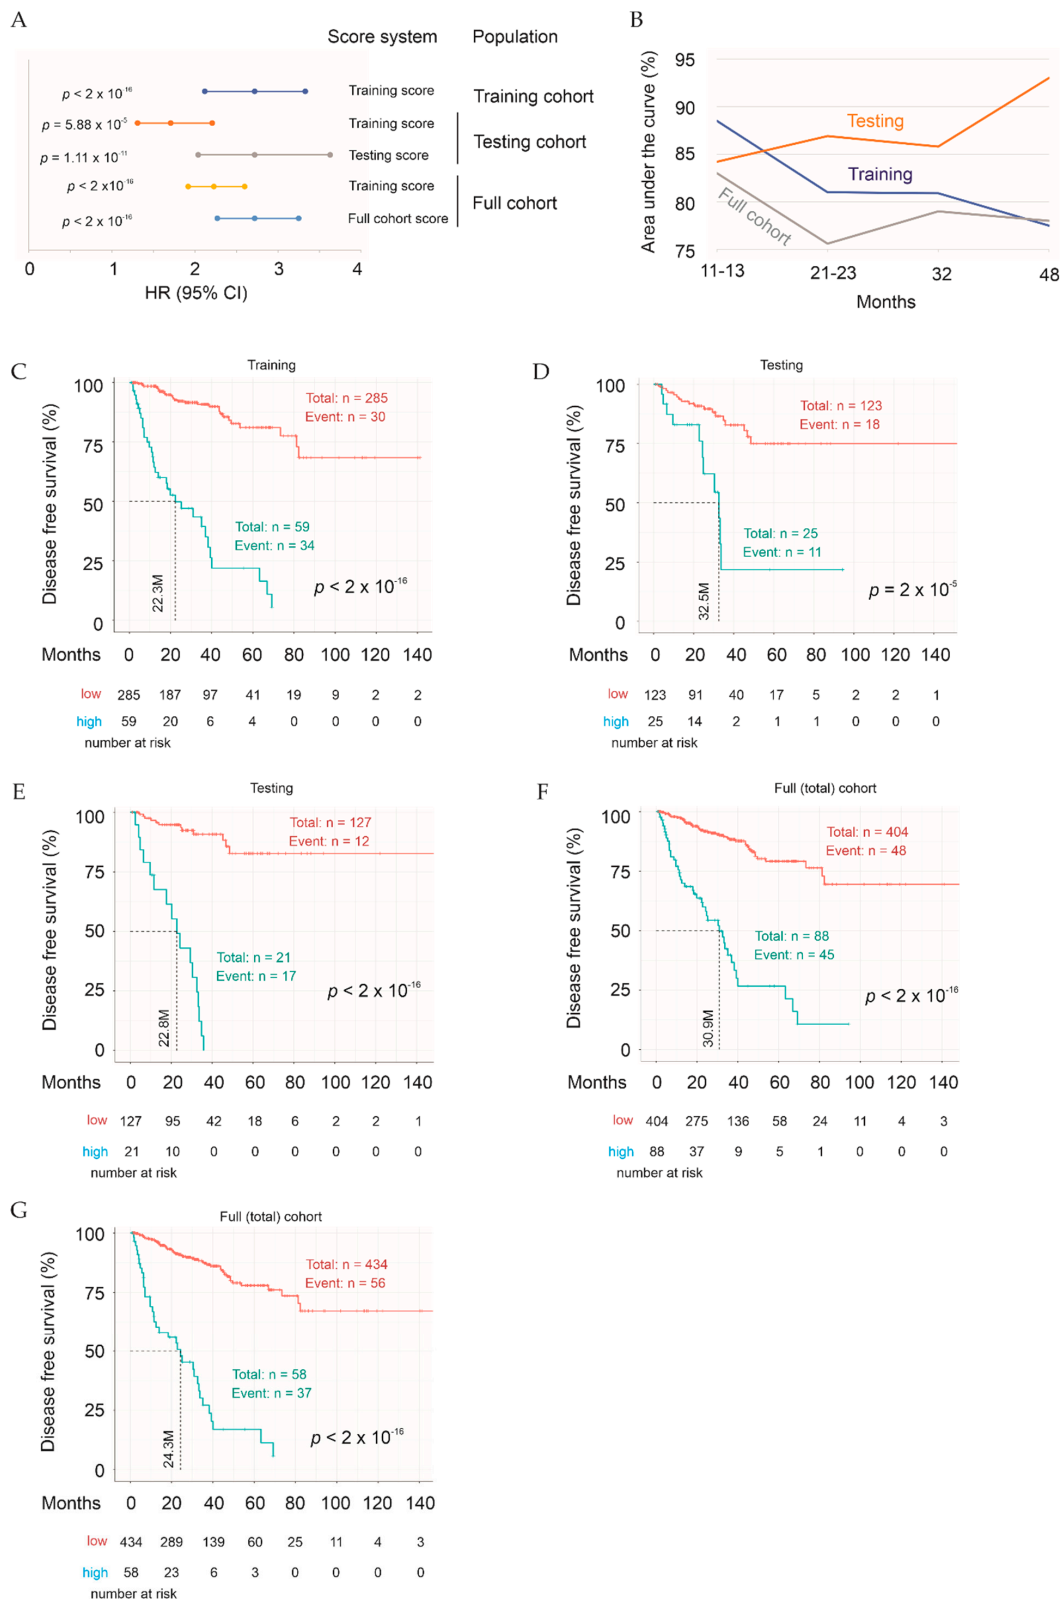 A
Score system Population
p < 2 x 10-16 Training score
Training cohort
p = 5.88 x 10-5 Training score
Testing cohort
p = 1.11 x 10-11 Testing score
p < 2 x10-16 Training score
Full cohort
p < 2 x 10-16 Full cohort score
0 1 2 3 4
HR (95% CI)
B
Area under the curve (%)
95
90
85
80
75
Testing
Training
Full cohort
11-13 21-23 32 48
Months
C
Training
Disease free survival (%)
100
75
50
25
0
Total: n = 285
Event: n = 30
Total: n = 59
Event: n = 34
22.3M
p < 2 x 10-16
Months 0 20 40 60 80 100 120 140
low 285 187 97 41 19 9 2 2
high 59 20 6 4 0 0 0 0
number at risk
D
Testing
Disease free survival (%)
100
75
50
25
0
Total: n = 123
Event: n = 18
Total: n = 25
Event: n = 11
32.5M
p = 2 x 10-5
Months 0 20 40 60 80 100 120 140
low 123 91 40 17 5 2 2 1
high 25 14 2 1 1 0 0 0
number at risk
E
Testing
Disease free survival (%)
100
75
50
25
0
Total: n = 127
Event: n = 12
Total: n = 21
Event: n = 17
22.8M
p < 2 x 10-16
Months 0 20 40 60 80 100 120 140
low 127 95 42 18 6 2 2 1
high 21 10 0 0 0 0 0 0
number at risk
F
Full (total) cohort
Disease free survival (%)
100
75
50
25
0
Total: n = 404
Event: n = 48
Total: n = 88
Event: n = 45
30.9M
p < 2 x 10-16
Months 0 20 40 60 80 100 120 140
low 404 275 136 58 24 11 4 3
high 88 37 9 5 1 0 0 0
number at risk
G
Full (total) cohort
Disease free survival (%)
100
75
50
25
0
Total: n = 434
Event: n = 56
Total: n = 58
Event: n = 37
24.3M
p < 2 x 10-16
Months 0 20 40 60 80 100 120 140
low 434 289 139 60 25 11 4 3
high 58 23 6 3 0 0 0 0
number at risk